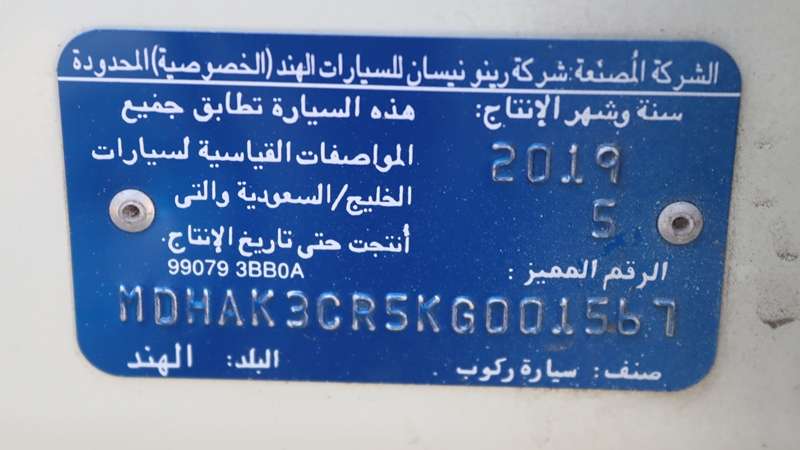 الشركة المُصنّعة: شركة رينو نيسان للسيارات الهند (الخصوصية) المحدودة
سنة وشهر الإنتاج:
2019
5
هذه السيارة تطابق جميع
المواصفات القياسية لسيارات
الخليج/السعودية والتى
أنتجت حتى تاريخ الإنتاج.
99079 3BB0A
الرقم المميز :
MDHAK3CR5KG001567
صنف: سيارة ركوب
البلد: الهند